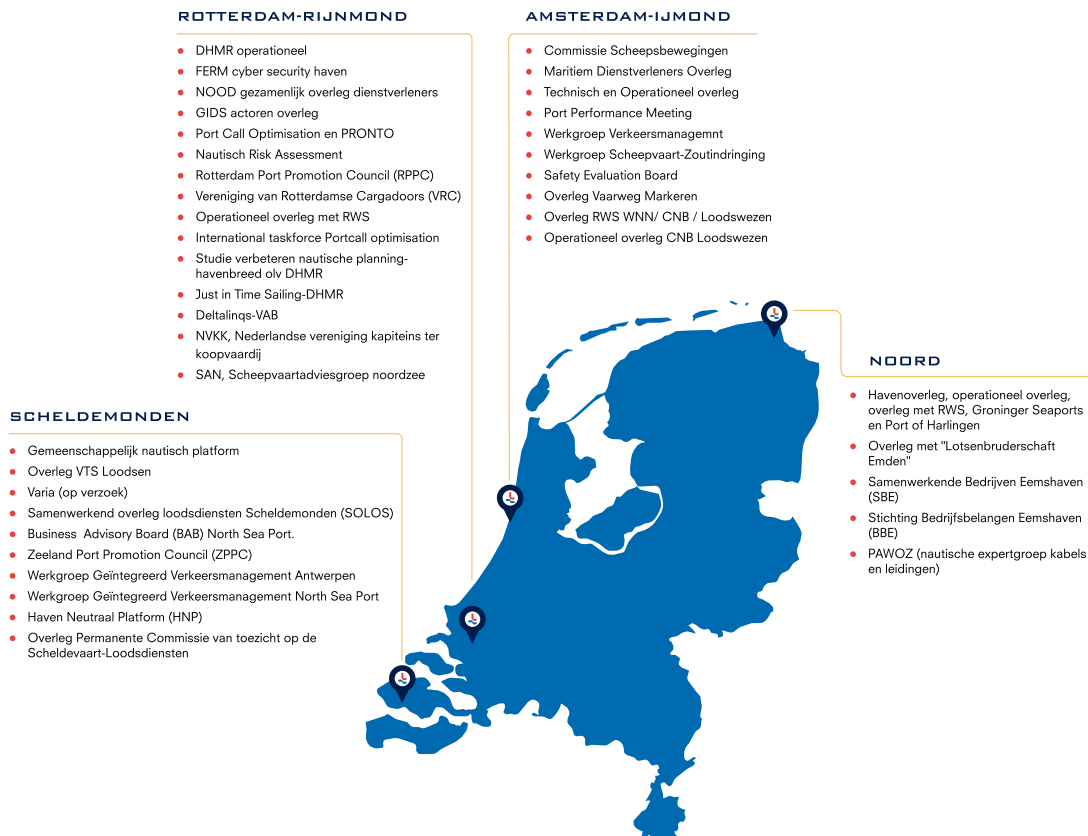 ROTTERDAM-RIJNMOND
DHMR operationeel
FERM cyber security haven
NOOD gezamenlijk overleg dienstverleners
GIDS actoren overleg
Port Call Optimisation en PRONTO
Nautisch Risk Assessment
Rotterdam Port Promotion Council (RPPC)
Vereniging van Rotterdamse Cargadoors (VRC)
Operationeel overleg met RWS
International taskforce Portcall optimisation
Studie verbeteren nautische planning-
havenbreed olv DHMR
Just in Time Sailing-DHMR
Deltalinqs-VAB
NVKK, Nederlandse vereniging kapiteins ter
koopvaardij
SAN, Scheepvaartadviesgroep noordzee
AMSTERDAM-IJMOND
Commissie Scheepsbewegingen
Maritiem Dienstverleners Overleg
Technisch en Operationeel overleg
Port Performance Meeting
Werkgroep Verkeersmanagemnt
Werkgroep Scheepvaart-Zoutindringing
Safety Evaluation Board
Overleg Vaarweg Markeren
Overleg RWS WNN/ CNB / Loodswezen
Operationeel overleg CNB Loodswezen
NOORD
Havenoverleg, operationeel overleg,
overleg met RWS, Groninger Seaports
en Port of Harlingen
Overleg met "Lotsenbruderschaft
Emden"
Samenwerkende Bedrijven Eemshaven
(SBE)
Stichting Bedrijfsbelangen Eemshaven
(BBE)
PAWOZ (nautische expertgroep kabels
en leidingen)
SCHELDEMONDEN
Gemeenschappelijk nautisch platform
Overleg VTS Loodsen
Varia (op verzoek)
Samenwerkend overleg loodsdiensten Scheldemonden (SOLOS)
Business  Advisory Board (BAB) North Sea Port.
Zeeland Port Promotion Council (ZPPC)
Werkgroep Geïntegreerd Verkeersmanagement Antwerpen
Werkgroep Geïntegreerd Verkeersmanagement North Sea Port
Haven Neutraal Platform (HNP)
Overleg Permanente Commissie van toezicht op de
Scheldevaart-Loodsdiensten